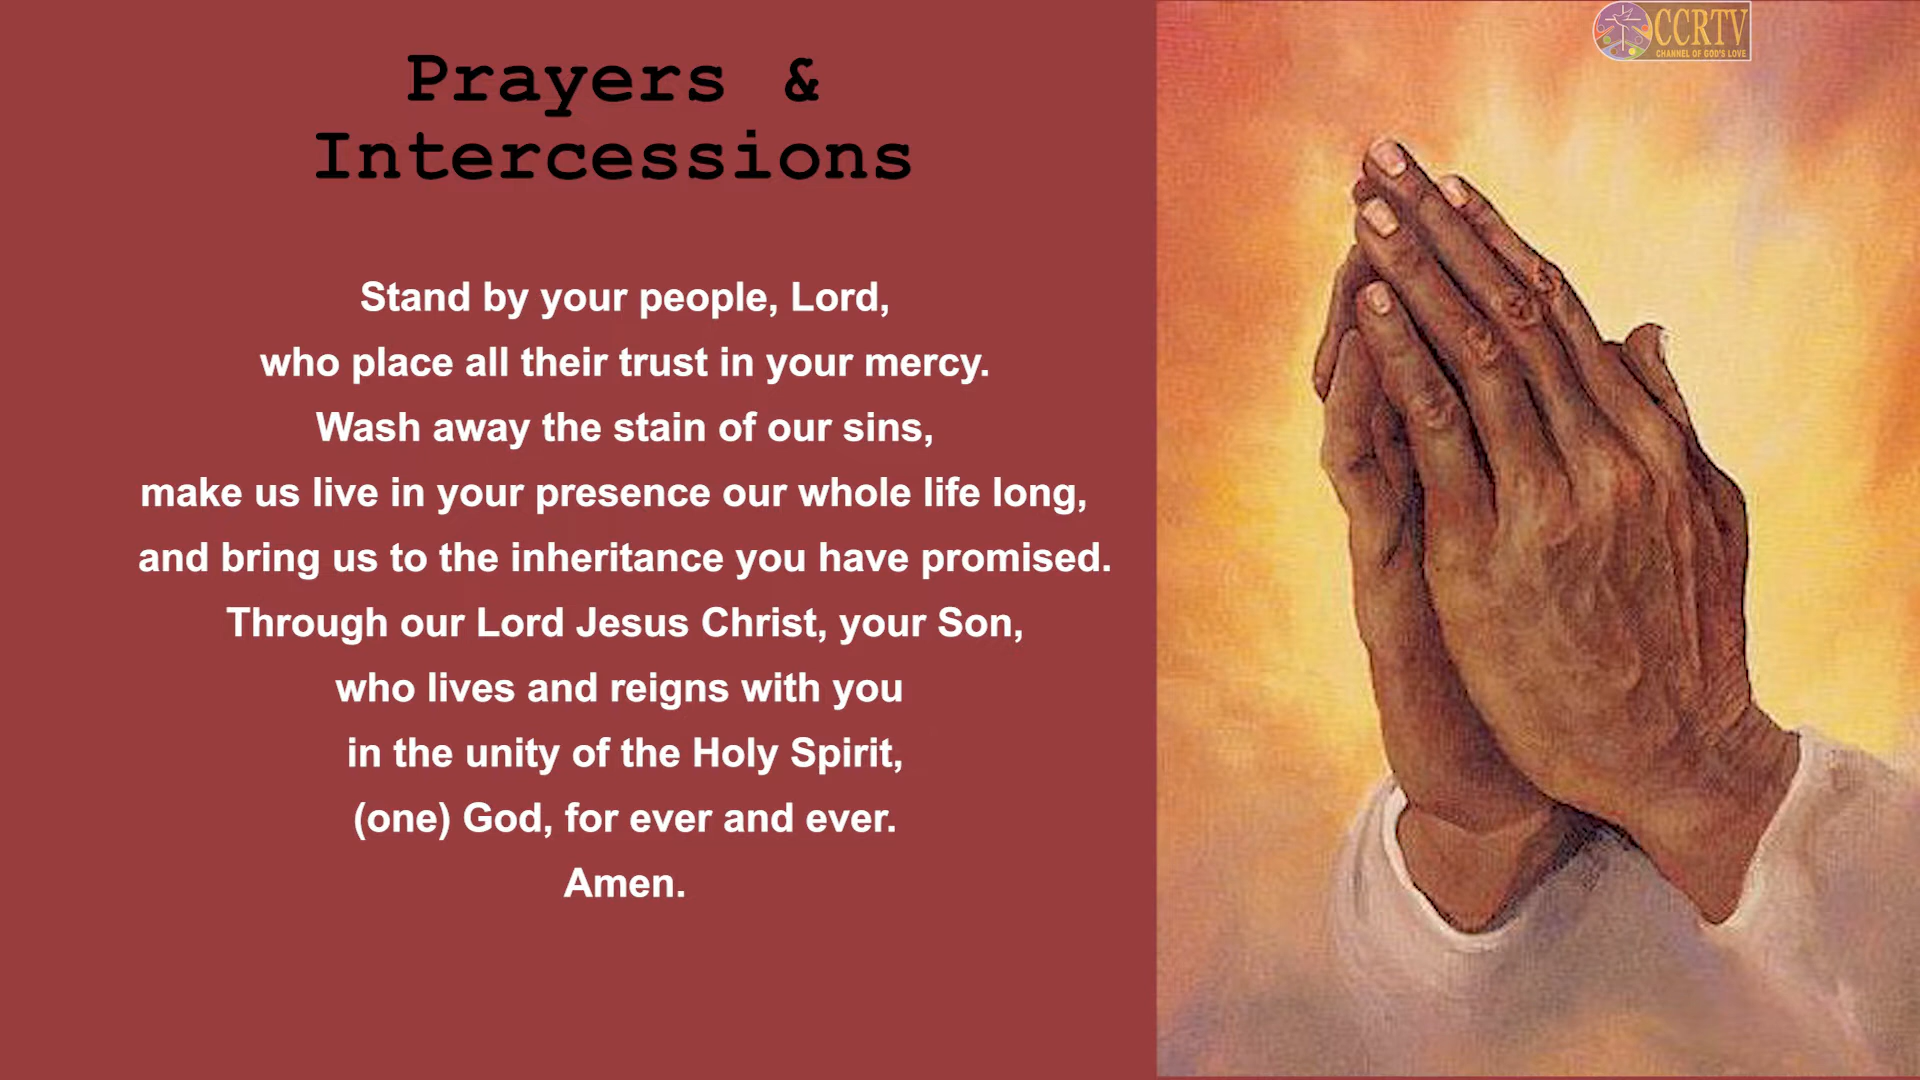 Prayers &
Intercessions
Stand by your people, Lord,
who place all their trust in your mercy.
Wash away the stain of our sins,
make us live in your presence our whole life long,
and bring us to the inheritance you have promised.
Through our Lord Jesus Christ, your Son,
who lives and reigns with you
in the unity of the Holy Spirit,
(one) God, for ever and ever.
Amen.
CCRTV
CHANNEL OF GOD'S LOVE